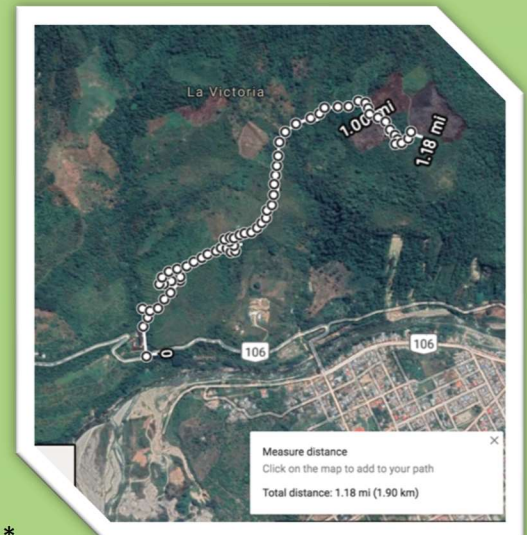 La Victoria
1.00 mi
1.18 mi
0
106
106
Measure distance
Click on the map to add to your path
Total distance: 1.18 mi (1.90 km)
*